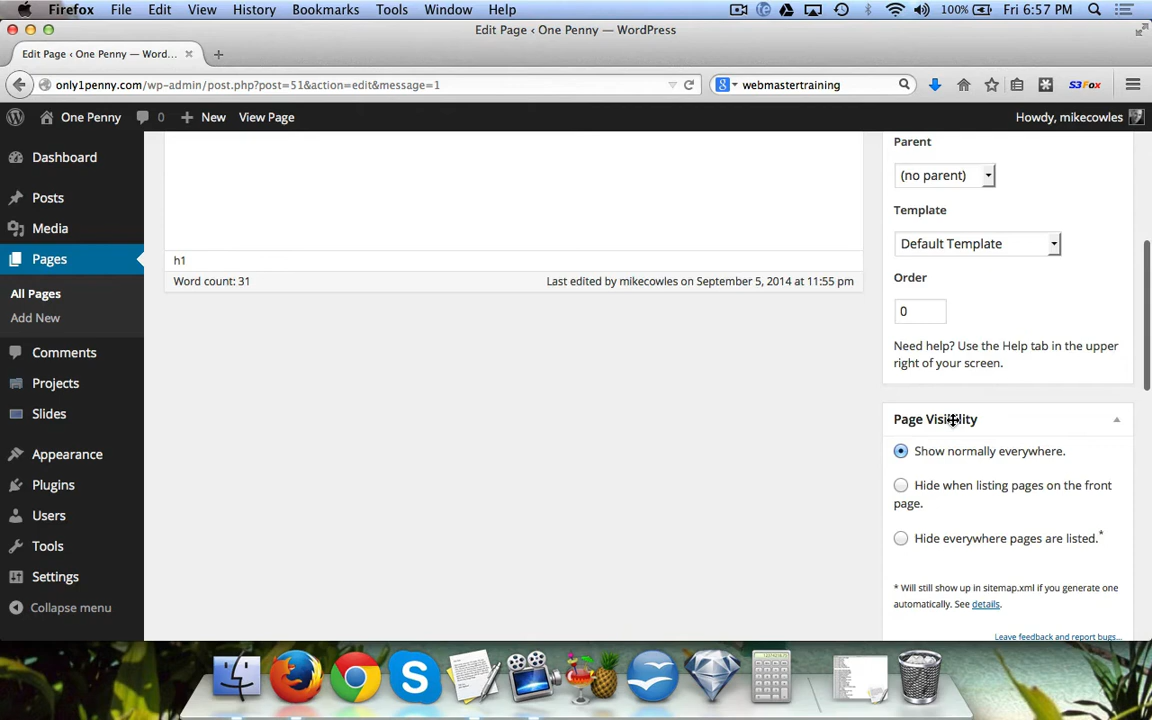 Firefox File Edit View History Bookmarks Tools Window Help 100% Fri 6:57 PM
Edit Page ‹ One Penny — WordPress
Edit Page ‹ One Penny — Word...
only1penny.com/wp-admin/post.php?post=51&action=edit&message=1
webmastertraining
S3Fox
One Penny 0 New View Page Howdy, mikecowles
Dashboard
Posts
Media
Pages
All Pages
Add New
Comments
Projects
Slides
Appearance
Plugins
Users
Tools
Settings
Collapse menu
h1
Word count: 31 Last edited by mikecowles on September 5, 2014 at 11:55 pm
Parent
(no parent)
Template
Default Template
Order
0
Need help? Use the Help tab in the upper
right of your screen.
Page Visibility
Show normally everywhere.
Hide when listing pages on the front
page.
Hide everywhere pages are listed.*
* Will still show up in sitemap.xml if you generate one
automatically. See details.
Leave feedback and report bugs...